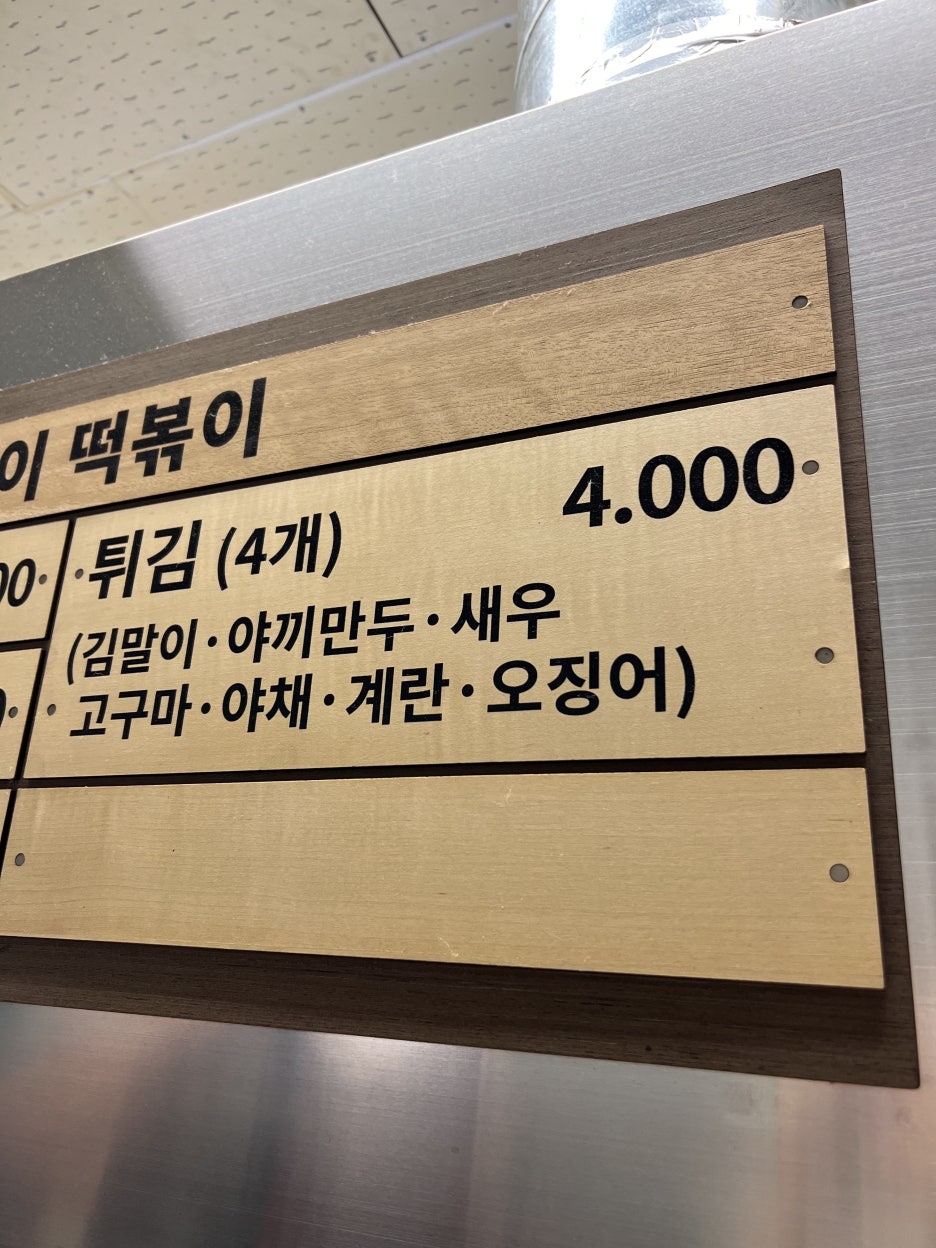 이 떡볶이
튀김 (4개) 4.000
(김말이·야끼만두·새우
고구마·야채·계란·오징어)